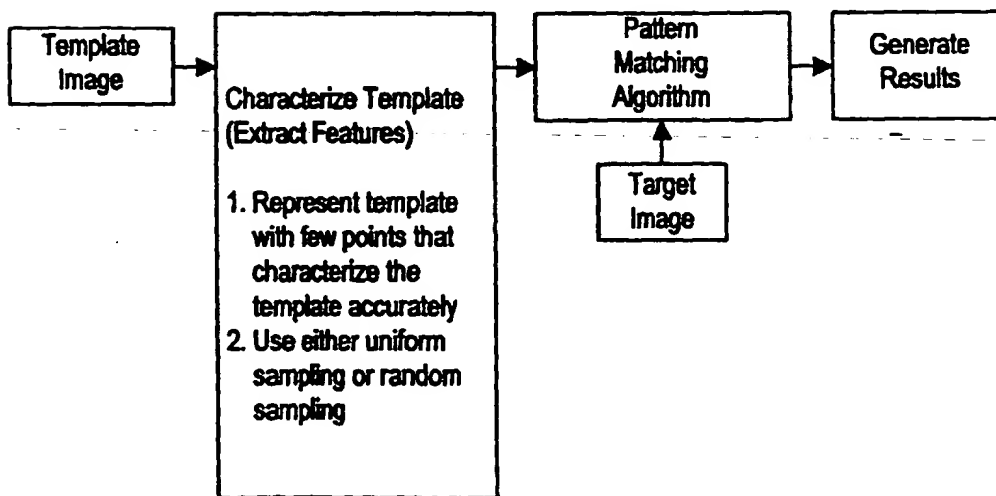 Template
Image
Characterize Template
(Extract Features)
1. Represent template
with few points that
characterize the
template accurately
2. Use either uniform
sampling or random
sampling
Pattern
Matching
Algorithm
Target
Image
Generate
Results